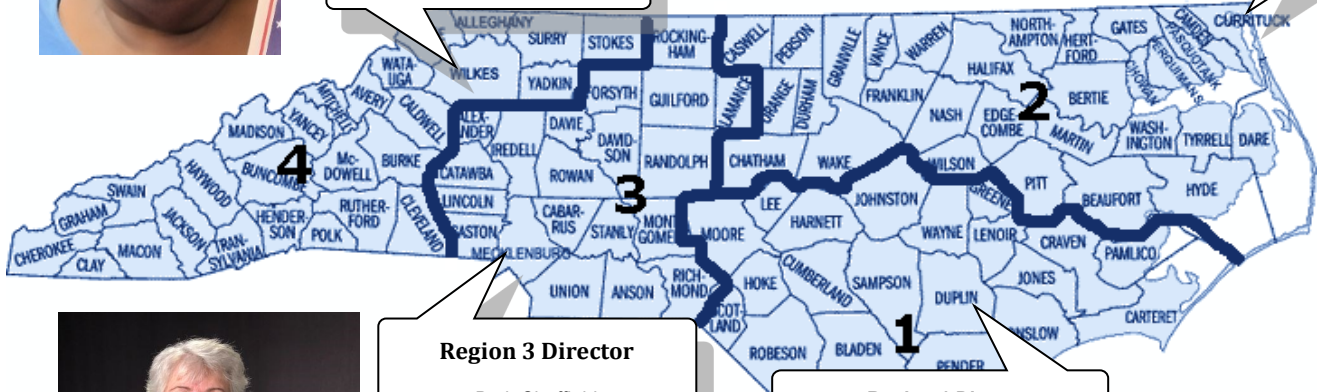 ALLEGHANY
CURRITUCK
SURRY
STOKES
ROCKING-
HAM
CASWELL
PERSON
GRANVILLE
VANCE
WARREN
NORTH-
AMPTON
HERT-
FORD
GATES
CAMDEN
PASQUOTANK
PERQUIMANS
CHOWAN
WATA-
UGA
WILKES
YADKIN
FORSYTH
GUILFORD
ALAMANCE
ORANGE
DURHAM
FRANKLIN
HALIFAX
NASH
EDGE-
COMBE
2
BERTIE
MARTIN
WASH-
INGTON
TYRRELL
DARE
MITCHELL
AVERY
CALDWELL
ALEX-
ANDER
IREDELL
DAVIE
DAVID-
SON
RANDOLPH
CHATHAM
WAKE
WILSON
PITT
BEAUFORT
HYDE
MADISON
YANCEY
BUNCOMBE
4
Mc-
DOWELL
BURKE
CATAWBA
ROWAN
3
LEE
JOHNSTON
GREENE
HAYWOOD
SWAIN
GRAHAM
CHEROKEE
CLAY
MACON
JACKSON
TRAN-
SYLVANIA
HENDER-
SON
POLK
RUTHER-
FORD
CLEVELAND
LINCOLN
GASTON
MECKLENBURG
CABAR-
RUS
STANLY
MONT
GOMERY
MOORE
HARNETT
WAYNE
LENOIR
CRAVEN
PAMLICO
UNION
ANSON
RICH-
MOND
SCOT-
LAND
HOKE
CUMBERLAND
SAMPSON
DUPLIN
JONES
CARTERET
ONSLOW
ROBESON
BLADEN
1
PENDER
Region 3 Director